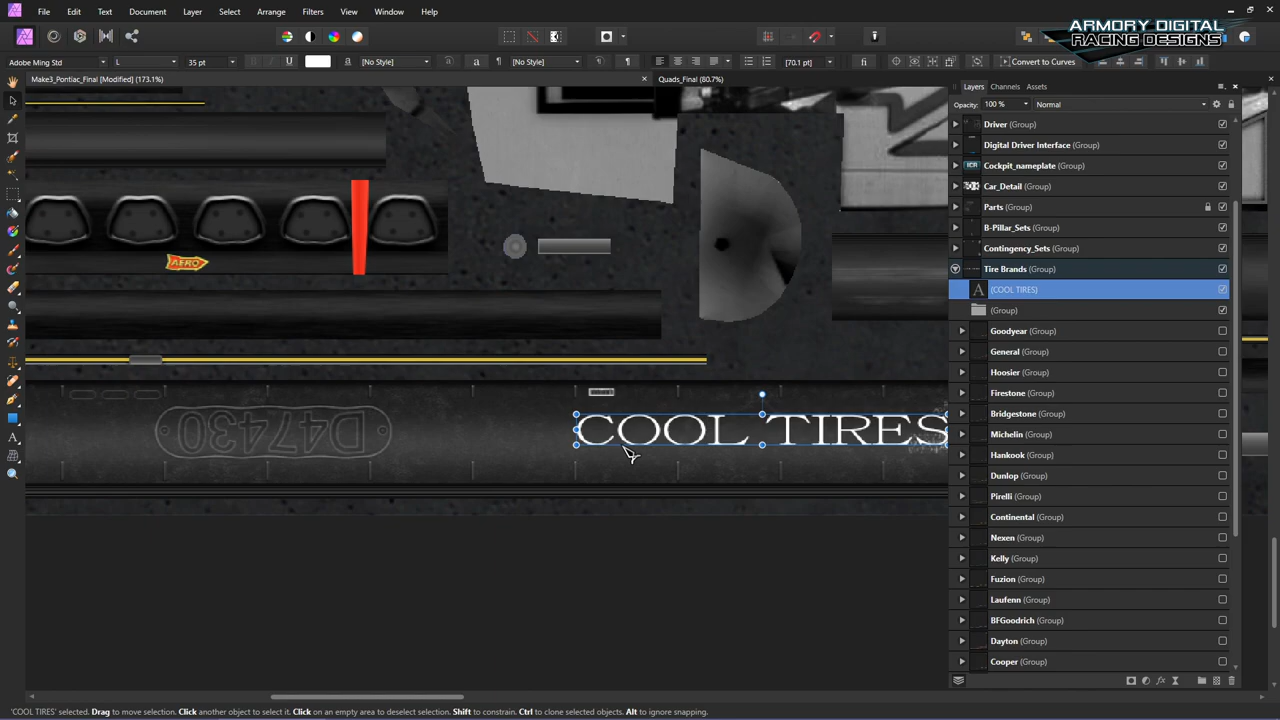 File Edit Text Document Layer Select Arrange Filters View Window Help
ARMORY DIGITAL
RACING DESIGNS
Adobe Ming Std L 35 pt B I U [No Style] a [No Style] [70.1 pt] fi Convert to Curves
Make3_Pontiac_Final [Modified] (173.1%)
Quads_Final (80.7%)
Layers Channels Assets
Opacity: 100 % Normal
Driver (Group)
Digital Driver Interface (Group)
Cockpit_nameplate (Group)
Car_Detail (Group)
Parts (Group)
B-Pillar_Sets (Group)
Contingency_Sets (Group)
Tire Brands (Group)
(COOL TIRES)
(Group)
Goodyear (Group)
General (Group)
Hoosier (Group)
Firestone (Group)
Bridgestone (Group)
Michelin (Group)
Hankook (Group)
Dunlop (Group)
Pirelli (Group)
Continental (Group)
Nexen (Group)
Kelly (Group)
Fuzion (Group)
Laufenn (Group)
BFGoodrich (Group)
Dayton (Group)
Cooper (Group)
AERO
D47430
COOL TIRES
'COOL TIRES' selected. Drag to move selection. Click another object to select it. Click on an empty area to deselect selection. Shift to constrain. Ctrl to clone selected objects. Alt to ignore snapping.